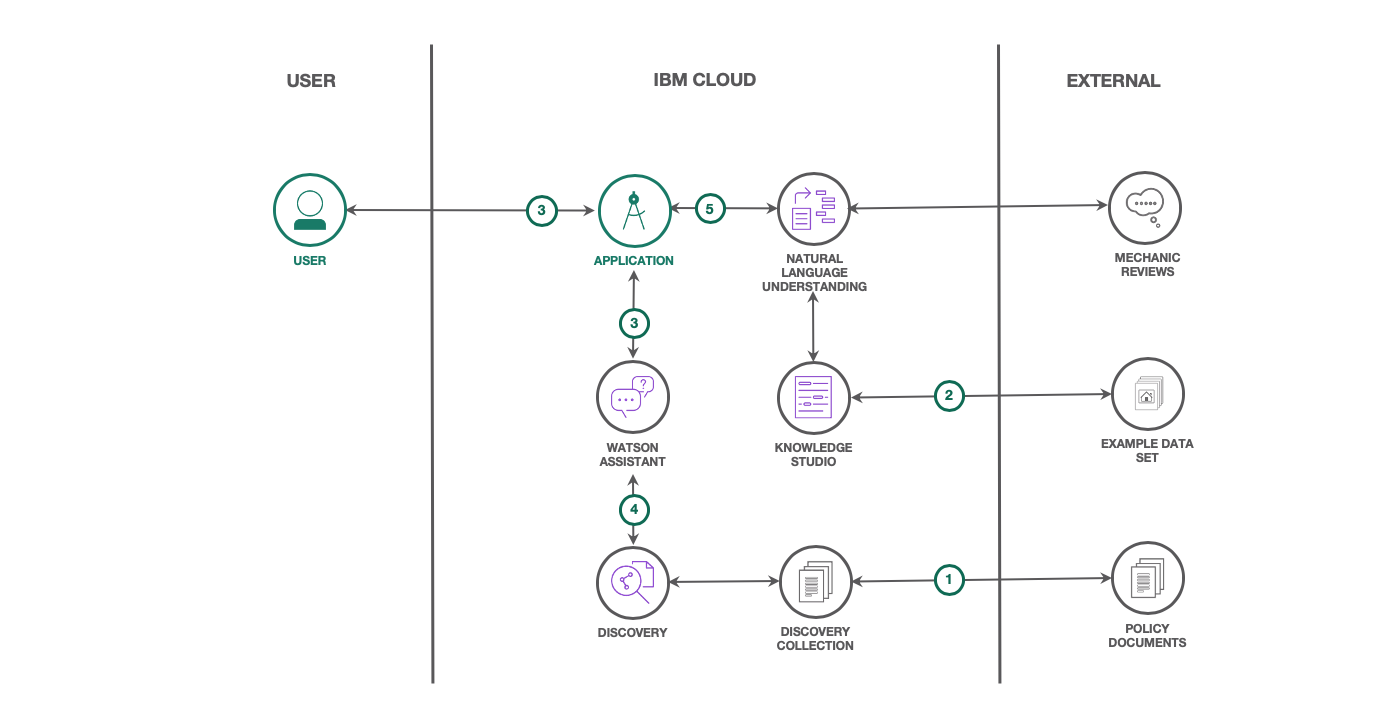 USER
IBM CLOUD
EXTERNAL
3
5
USER
APPLICATION
NATURAL
LANGUAGE
UNDERSTANDING
MECHANIC
REVIEWS
3
?
2
WATSON
ASSISTANT
KNOWLEDGE
STUDIO
EXAMPLE DATA
SET
4
1
DISCOVERY
DISCOVERY
COLLECTION
POLICY
DOCUMENTS